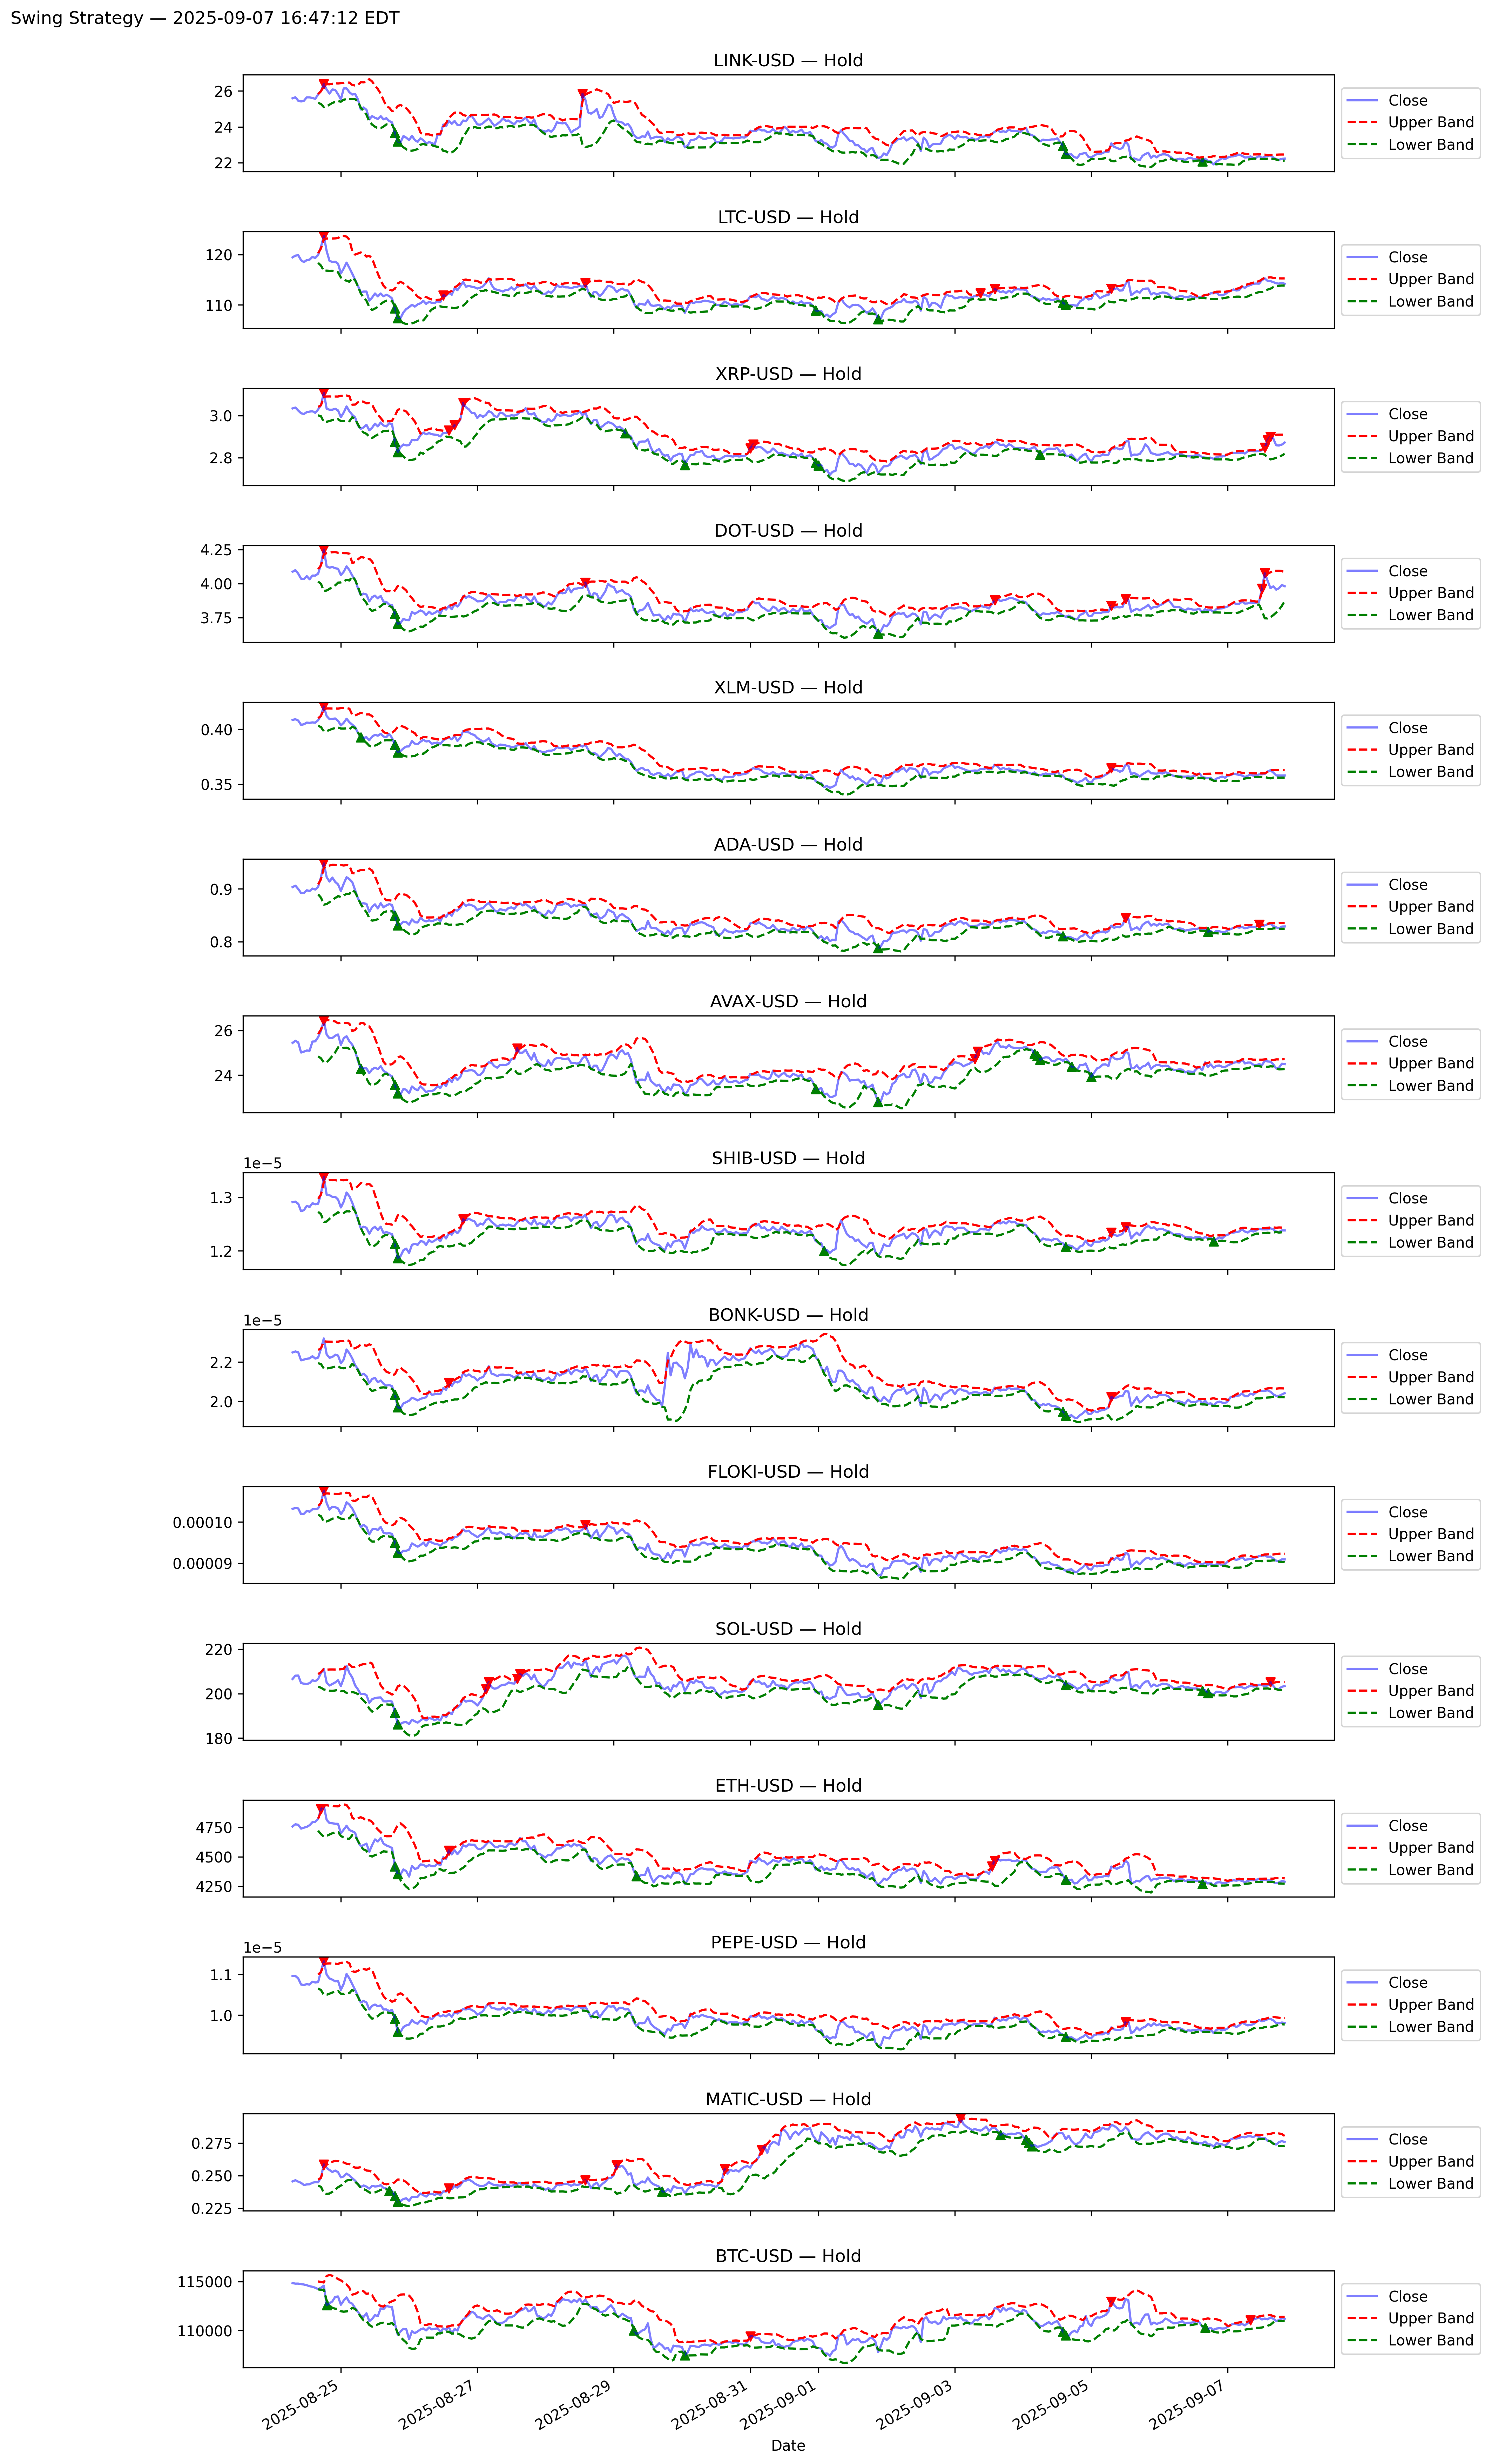 Swing Strategy — 2025-09-07 16:47:12 EDT
LINK-USD — Hold
26
24
22
Close
Upper Band
Lower Band
LTC-USD — Hold
120
110
Close
Upper Band
Lower Band
XRP-USD — Hold
3.0
2.8
Close
Upper Band
Lower Band
DOT-USD — Hold
4.25
4.00
3.75
Close
Upper Band
Lower Band
XLM-USD — Hold
0.40
0.35
Close
Upper Band
Lower Band
ADA-USD — Hold
0.9
0.8
Close
Upper Band
Lower Band
AVAX-USD — Hold
26
24
Close
Upper Band
Lower Band
SHIB-USD — Hold
1e−5
1.3
1.2
Close
Upper Band
Lower Band
BONK-USD — Hold
1e−5
2.2
2.0
Close
Upper Band
Lower Band
FLOKI-USD — Hold
0.00010
0.00009
Close
Upper Band
Lower Band
SOL-USD — Hold
220
200
180
Close
Upper Band
Lower Band
ETH-USD — Hold
4750
4500
4250
Close
Upper Band
Lower Band
PEPE-USD — Hold
1e−5
1.1
1.0
Close
Upper Band
Lower Band
MATIC-USD — Hold
0.275
0.250
0.225
Close
Upper Band
Lower Band
BTC-USD — Hold
115000
110000
Close
Upper Band
Lower Band
2025-08-25
2025-08-27
2025-08-29
2025-08-31
2025-09-01
2025-09-03
2025-09-05
2025-09-07
Date